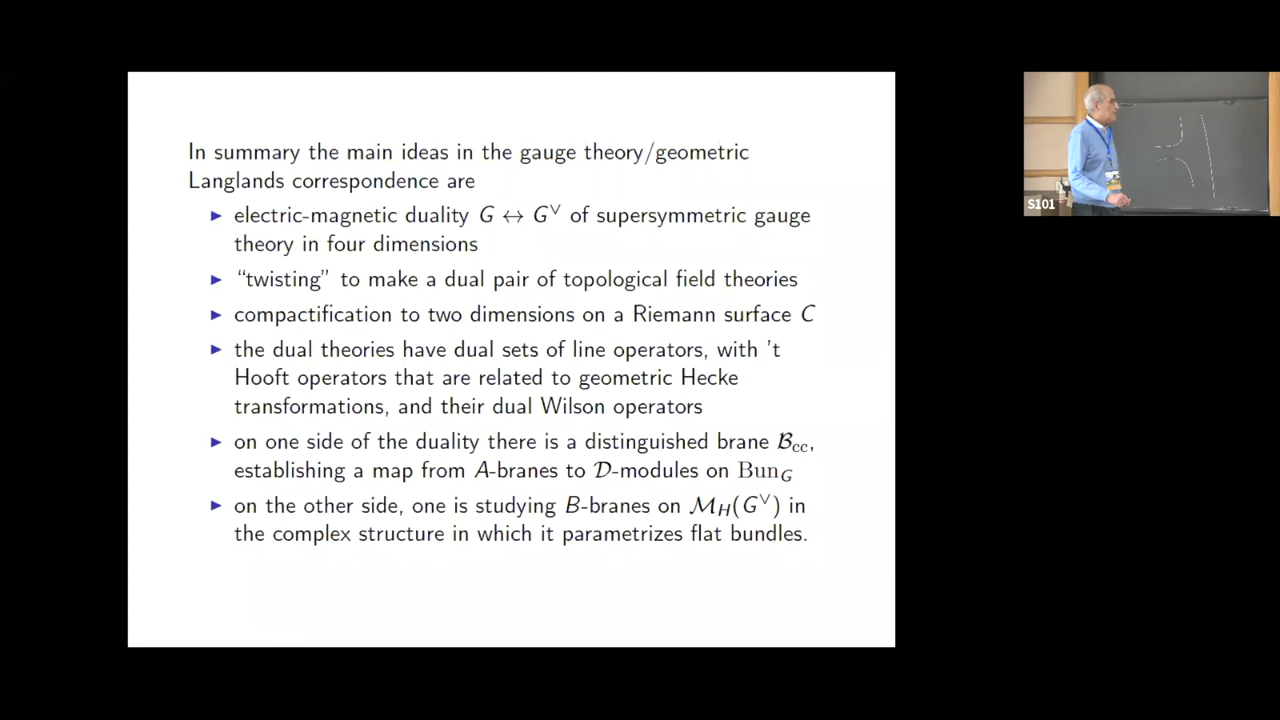 In summary the main ideas in the gauge theory/geometric
Langlands correspondence are
▶ electric-magnetic duality G ↔ G∨ of supersymmetric gauge
theory in four dimensions
▶ “twisting” to make a dual pair of topological field theories
▶ compactification to two dimensions on a Riemann surface C
▶ the dual theories have dual sets of line operators, with ’t
Hooft operators that are related to geometric Hecke
transformations, and their dual Wilson operators
▶ on one side of the duality there is a distinguished brane 𝓑cc,
establishing a map from A-branes to 𝒟-modules on BunG
▶ on the other side, one is studying B-branes on 𝓜H(G∨) in
the complex structure in which it parametrizes flat bundles.
S101